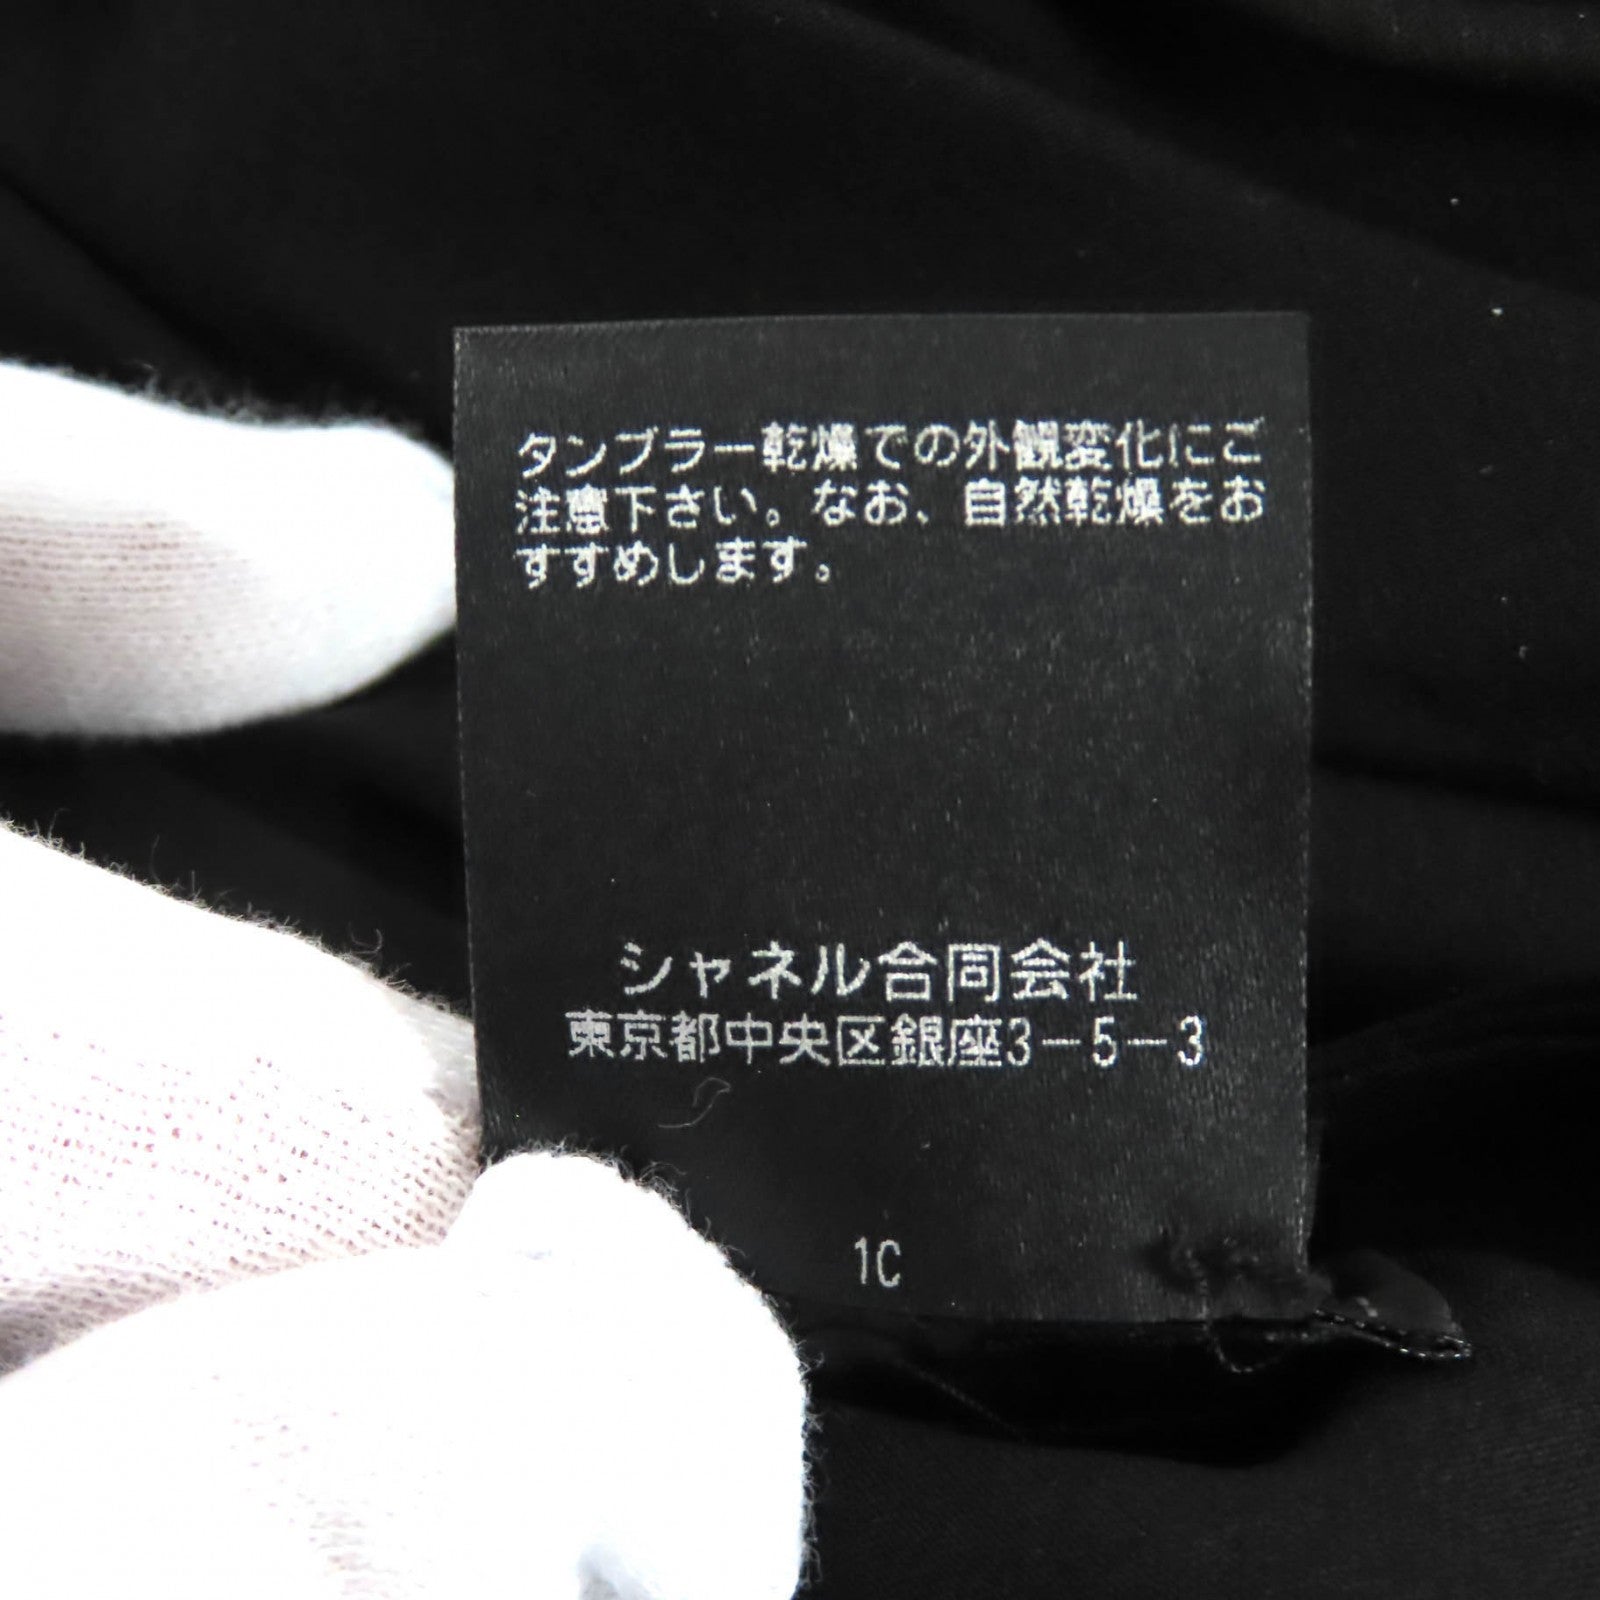 タンブラー乾燥での外観変化にご
注意下さい。なお、自然乾燥をお
すすめします。
シャネル合同会社
東京都中央区銀座3-5-3
1C